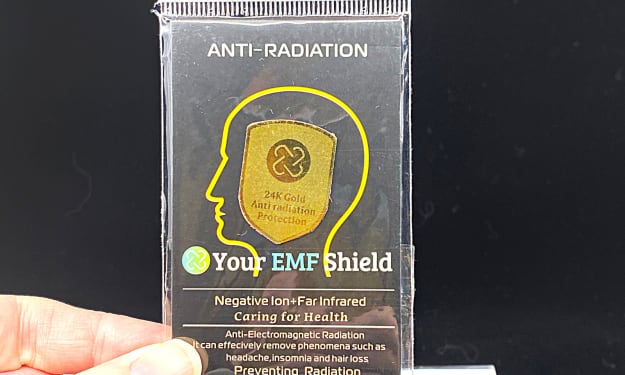 ANTI-RADIATION
24K Gold
Anti radiation
Protection
Your EMF Shield
Negative Ion+Far Infrared
Caring for Health
Anti-Electromagnetic Radiation
it can effecively remove phenomena such as
headache,insomnia and hair loss
Preventing Radiation